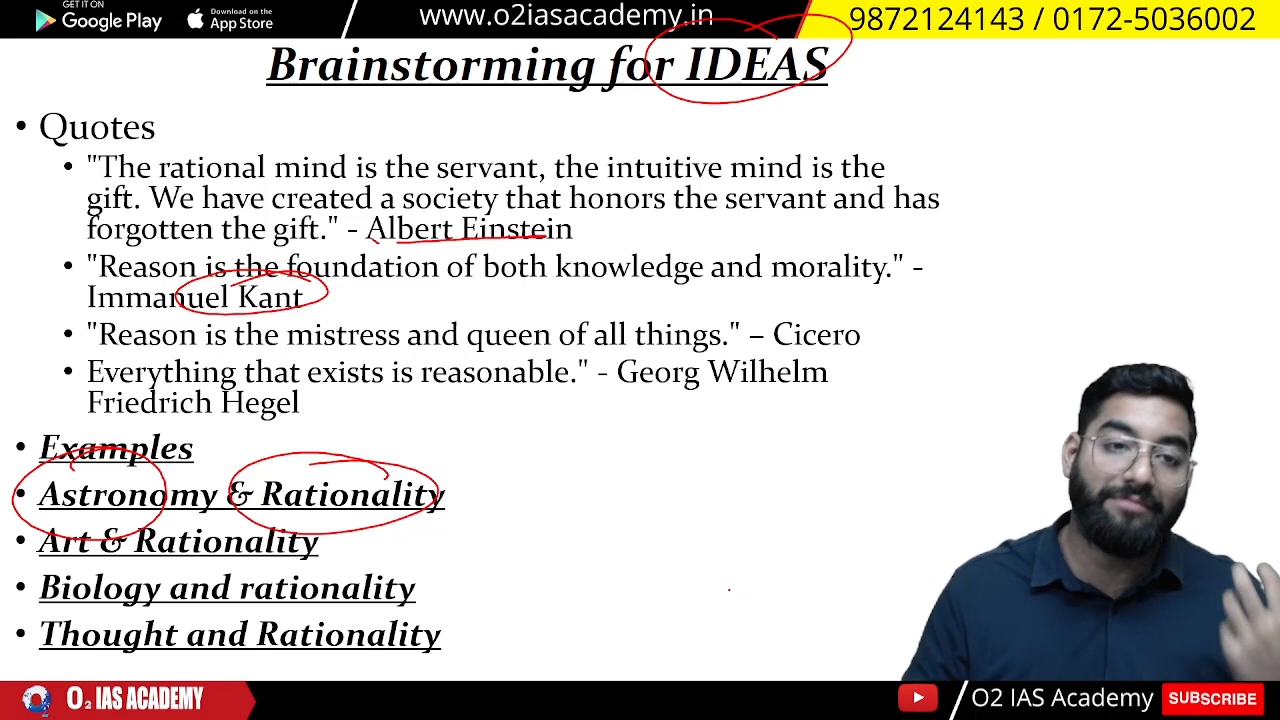 GET IT ON
Google Play
Download on the
App Store
www.o2iasacademy.in
9872124143 / 0172-5036002
Brainstorming for IDEAS
• Quotes
• "The rational mind is the servant, the intuitive mind is the
gift. We have created a society that honors the servant and has
forgotten the gift." - Albert Einstein
• "Reason is the foundation of both knowledge and morality." -
Immanuel Kant
• "Reason is the mistress and queen of all things." – Cicero
• Everything that exists is reasonable." - Georg Wilhelm
Friedrich Hegel
• Examples
• Astronomy & Rationality
• Art & Rationality
• Biology and rationality
• Thought and Rationality
O2 IAS ACADEMY
O2 IAS Academy
SUBSCRIBE